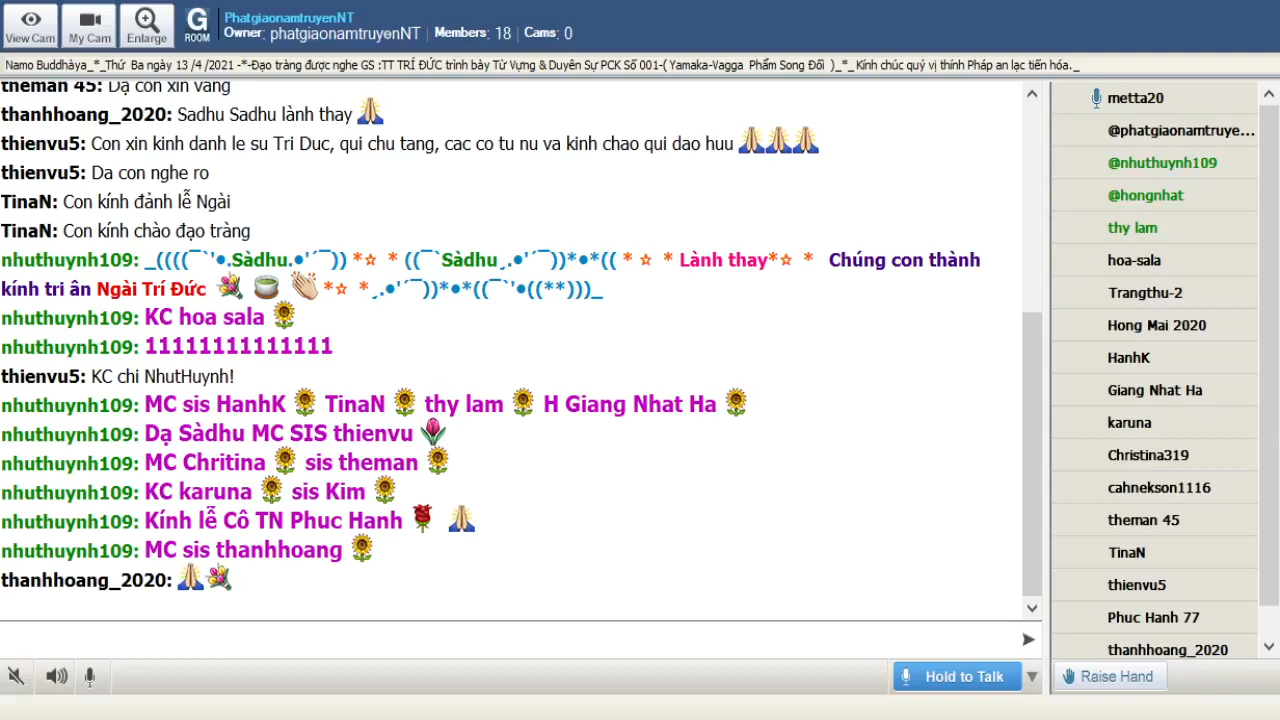 View Cam
My Cam
Enlarge
G
ROOM
PhatgiaonamtruyenNT
Owner: phatgiaonamtruyenNT | Members: 18 | Cams: 0
Namo Buddhàya_*_Thứ Ba ngày 13 /4 /2021 -*-Đạo tràng được nghe GS :TT TRÍ ĐỨC trình bày Từ Vựng & Duyên Sự PCK Số 001-( Yamaka-Vagga Phẩm Song Đối )_*_ Kính chúc quý vị thính Pháp an lạc tiến hóa._
theman 45: Dạ con xin vâng
thanhhoang_2020: Sadhu Sadhu lành thay 🙏
thienvu5: Con xin kinh danh le su Tri Duc, qui chu tang, cac co tu nu va kinh chao qui dao huu 🙏🙏🙏
thienvu5: Da con nghe ro
TinaN: Con kính đảnh lễ Ngài
TinaN: Con kính chào đạo tràng
nhuthuynh109: _((((¯`'●.Sàdhu.●'´¯)) *☆ * ((¯`Sàdhu¸.●'´¯))*●*(( * ☆ * Lành thay*☆ * Chúng con thành
kính tri ân Ngài Trí Đức 💐 🍵 👏 *☆ *¸.●'´¯))*●*((¯`'●((**)))_
nhuthuynh109: KC hoa sala 🌻
nhuthuynh109: 11111111111111
thienvu5: KC chi NhutHuynh!
nhuthuynh109: MC sis HanhK 🌻 TinaN 🌻 thy lam 🌻 H Giang Nhat Ha 🌻
nhuthuynh109: Dạ Sàdhu MC SIS thienvu 🌷
nhuthuynh109: MC Chritina 🌻 sis theman 🌻
nhuthuynh109: KC karuna 🌻 sis Kim 🌻
nhuthuynh109: Kính lễ Cô TN Phuc Hanh 🌹 🙏
nhuthuynh109: MC sis thanhhoang 🌻
thanhhoang_2020: 🙏💐
Hold to Talk
metta20
@phatgiaonamtruye...
@nhuthuynh109
@hongnhat
thy lam
hoa-sala
Trangthu-2
Hong Mai 2020
HanhK
Giang Nhat Ha
karuna
Christina319
cahnekson1116
theman 45
TinaN
thienvu5
Phuc Hanh 77
thanhhoang_2020
Raise Hand